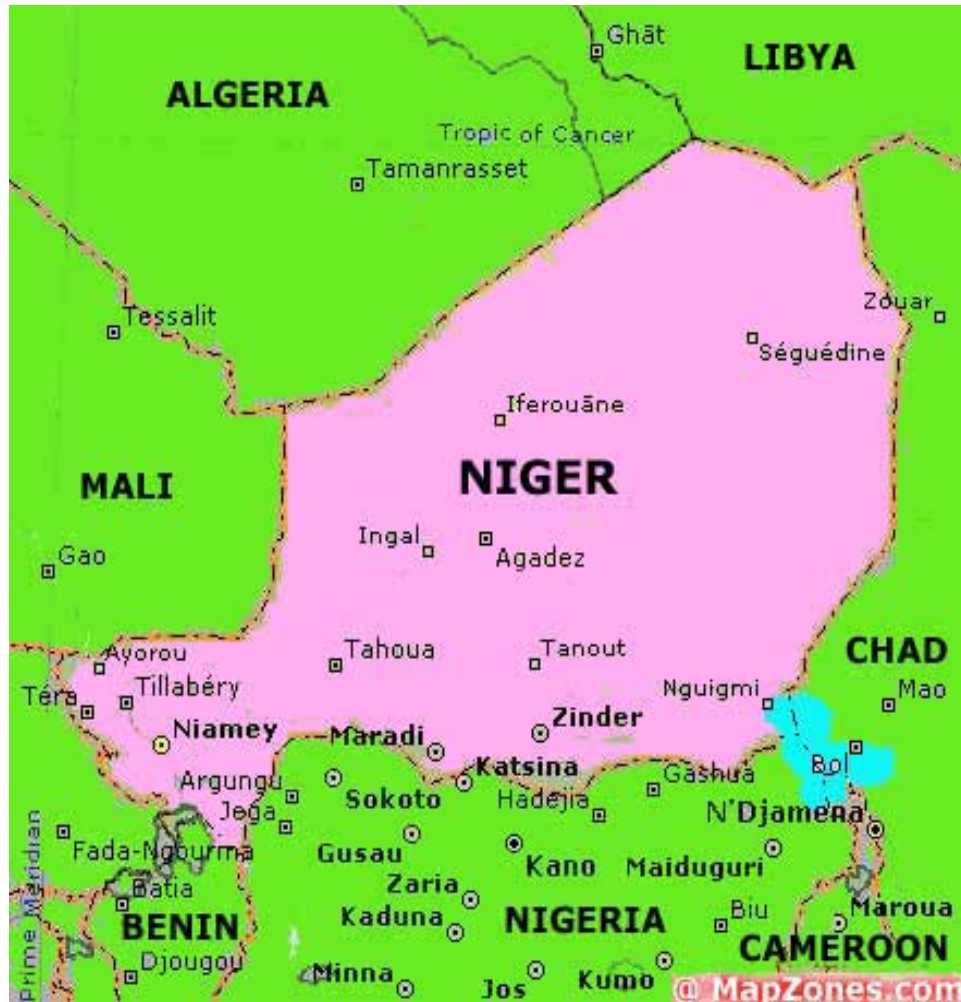 Ghāt
LIBYA
ALGERIA
Tropic of Cancer
Tamanrasset
Zouar
Tessalit
Séguédine
Iferouāne
NIGER
MALI
Ingal
Agadez
Gao
Ayorou
Tahoua
Tanout
CHAD
Téra
Tillabéry
Nguigmi
Mao
Niamey
Maradi
Zinder
Bol
Argungu
Katsina
Gashua
Sokoto
Hadejia
Jega
N'Djamena
Fada-Ngourma
Gusau
Kano
Maiduguri
Batia
Zaria
BENIN
Kaduna
NIGERIA
Biu
Maroua
CAMEROON
Djougou
Minna
Jos
Kumo
Prime Meridian
@ MapZones.com